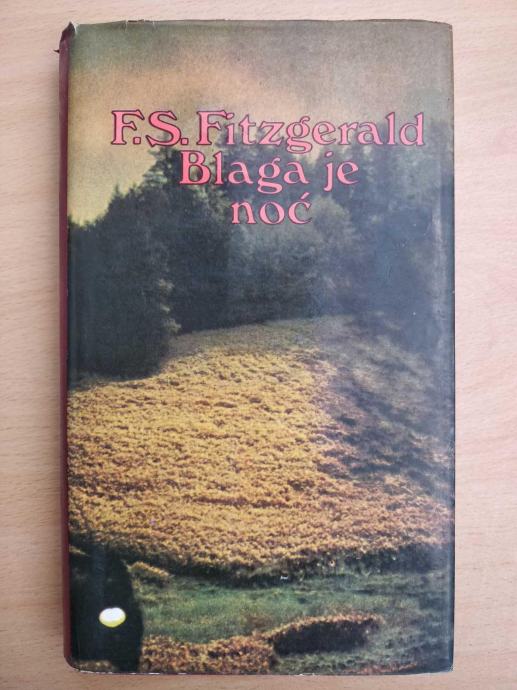 F.S. Fitzgerald
Blaga je
noć